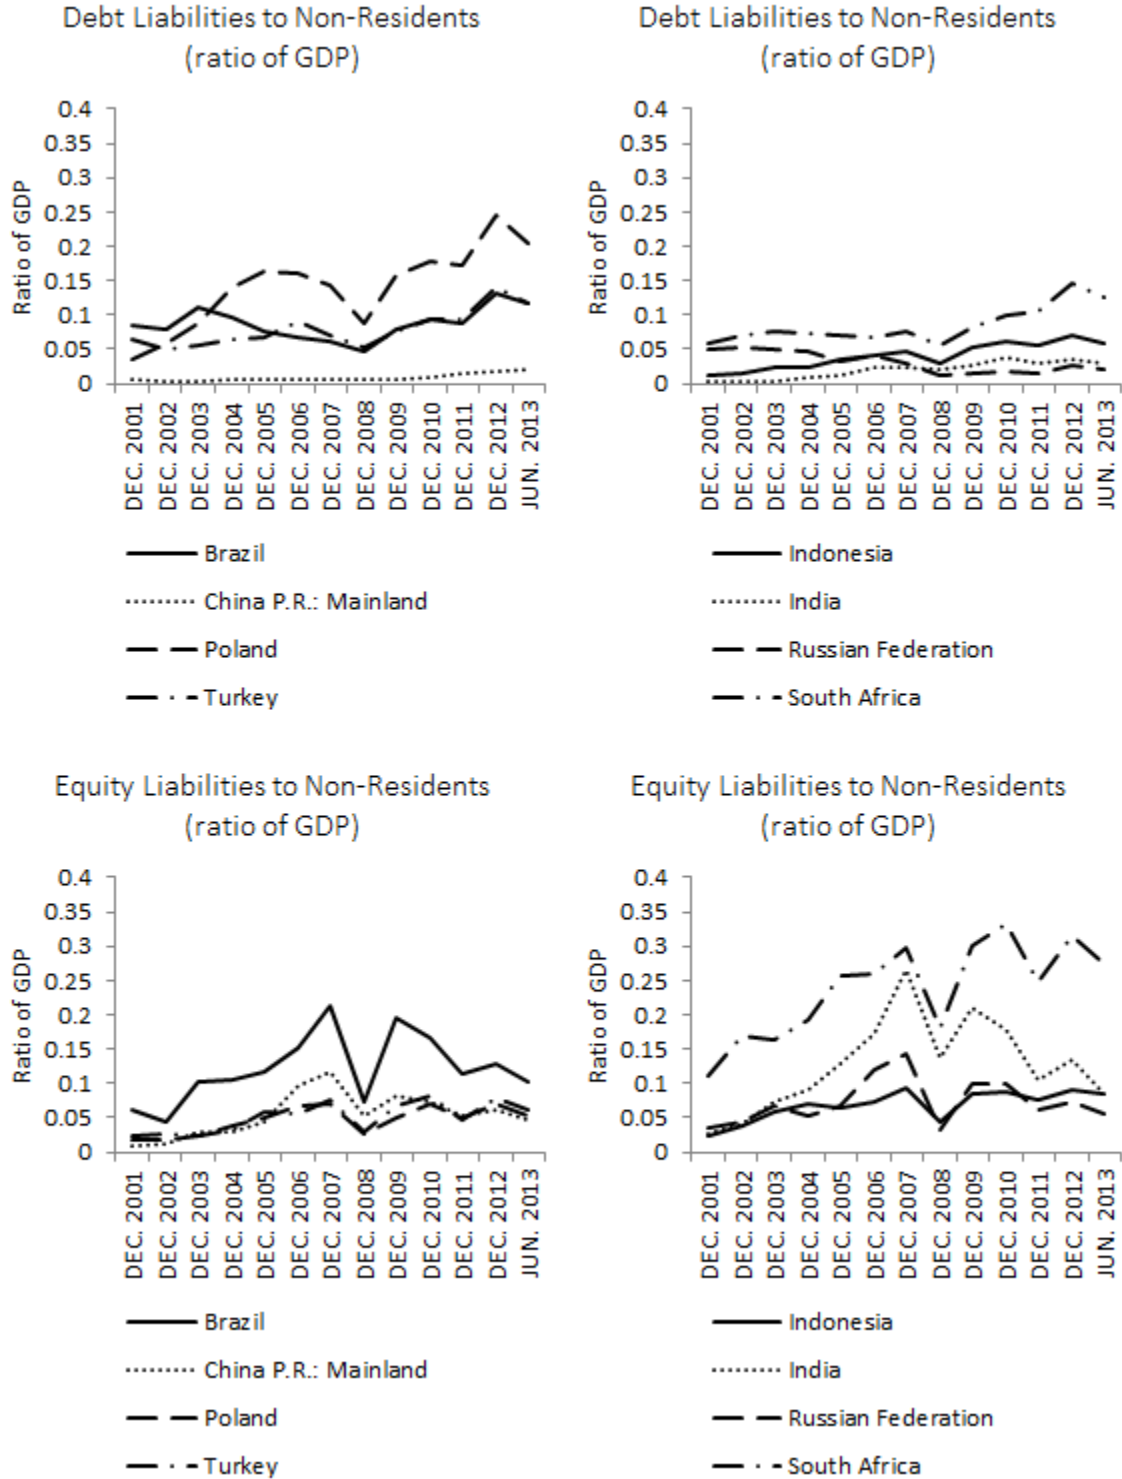 Debt Liabilities to Non-Residents
(ratio of GDP)
Ratio of GDP
0.4
0.35
0.3
0.25
0.2
0.15
0.1
0.05
0
DEC. 2001
DEC. 2002
DEC. 2003
DEC. 2004
DEC. 2005
DEC. 2006
DEC. 2007
DEC. 2008
DEC. 2009
DEC. 2010
DEC. 2011
DEC. 2012
JUN. 2013
Brazil
China P.R.: Mainland
Poland
Turkey
Debt Liabilities to Non-Residents
(ratio of GDP)
Ratio of GDP
0.4
0.35
0.3
0.25
0.2
0.15
0.1
0.05
0
DEC. 2001
DEC. 2002
DEC. 2003
DEC. 2004
DEC. 2005
DEC. 2006
DEC. 2007
DEC. 2008
DEC. 2009
DEC. 2010
DEC. 2011
DEC. 2012
JUN. 2013
Indonesia
India
Russian Federation
South Africa
Equity Liabilities to Non-Residents
(ratio of GDP)
Ratio of GDP
0.4
0.35
0.3
0.25
0.2
0.15
0.1
0.05
0
DEC. 2001
DEC. 2002
DEC. 2003
DEC. 2004
DEC. 2005
DEC. 2006
DEC. 2007
DEC. 2008
DEC. 2009
DEC. 2010
DEC. 2011
DEC. 2012
JUN. 2013
Brazil
China P.R.: Mainland
Poland
Turkey
Equity Liabilities to Non-Residents
(ratio of GDP)
Ratio of GDP
0.4
0.35
0.3
0.25
0.2
0.15
0.1
0.05
0
DEC. 2001
DEC. 2002
DEC. 2003
DEC. 2004
DEC. 2005
DEC. 2006
DEC. 2007
DEC. 2008
DEC. 2009
DEC. 2010
DEC. 2011
DEC. 2012
JUN. 2013
Indonesia
India
Russian Federation
South Africa